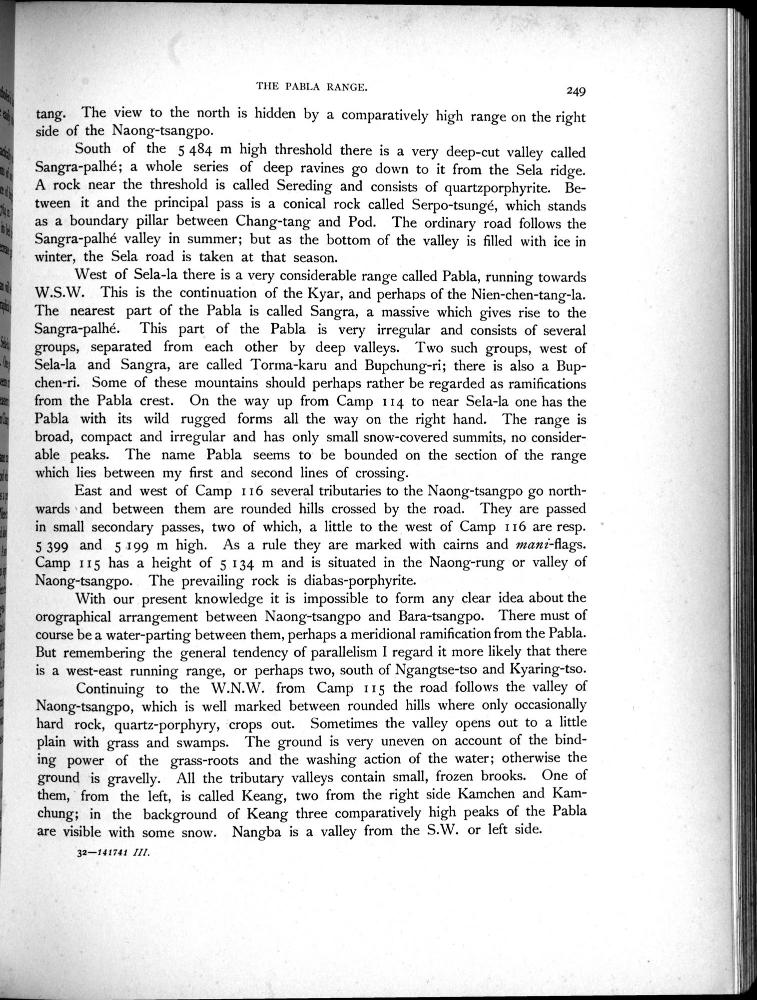 THE PABLA RANGE.
249
tang. The view to the north is hidden by a comparatively high range on the right
side of the Naong-tsangpo.
South of the 5 484 m high threshold there is a very deep-cut valley called
Sangra-palhé; a whole series of deep ravines go down to it from the Sela ridge.
A rock near the threshold is called Sereding and consists of quartzporphyrite. Be-
tween it and the principal pass is a conical rock called Serpo-tsungé, which stands
as a boundary pillar between Chang-tang and Pod. The ordinary road follows the
Sangra-palhé valley in summer; but as the bottom of the valley is filled with ice in
winter, the Sela road is taken at that season.
West of Sela-la there is a very considerable range called Pabla, running towards
W.S.W. This is the continuation of the Kyar, and perhaps of the Nien-chen-tang-la.
The nearest part of the Pabla is called Sangra, a massive which gives rise to the
Sangra-palhé. This part of the Pabla is very irregular and consists of several
groups, separated from each other by deep valleys. Two such groups, west of
Sela-la and Sangra, are called Torma-karu and Bupchung-ri; there is also a Bup-
chen-ri. Some of these mountains should perhaps rather be regarded as ramifications
from the Pabla crest. On the way up from Camp 114 to near Sela-la one has the
Pabla with its wild rugged forms all the way on the right hand. The range is
broad, compact and irregular and has only small snow-covered summits, no consider-
able peaks. The name Pabla seems to be bounded on the section of the range
which lies between my first and second lines of crossing.
East and west of Camp 116 several tributaries to the Naong-tsangpo go north-
wards and between them are rounded hills crossed by the road. They are passed
in small secondary passes, two of which, a little to the west of Camp 116 are resp.
5 399 and 5 199 m high. As a rule they are marked with cairns and mani-flags.
Camp 115 has a height of 5 134 m and is situated in the Naong-rung or valley of
Naong-tsangpo. The prevailing rock is diabas-porphyrite.
With our present knowledge it is impossible to form any clear idea about the
orographical arrangement between Naong-tsangpo and Bara-tsangpo. There must of
course be a water-parting between them, perhaps a meridional ramification from the Pabla.
But remembering the general tendency of parallelism I regard it more likely that there
is a west-east running range, or perhaps two, south of Ngangtse-tso and Kyaring-tso.
Continuing to the W.N.W. from Camp 115 the road follows the valley of
Naong-tsangpo, which is well marked between rounded hills where only occasionally
hard rock, quartz-porphyry, crops out. Sometimes the valley opens out to a little
plain with grass and swamps. The ground is very uneven on account of the bind-
ing power of the grass-roots and the washing action of the water; otherwise the
ground is gravelly. All the tributary valleys contain small, frozen brooks. One of
them, from the left, is called Keang, two from the right side Kamchen and Kam-
chung; in the background of Keang three comparatively high peaks of the Pabla
are visible with some snow. Nangba is a valley from the S.W. or left side.
32—141741 III.